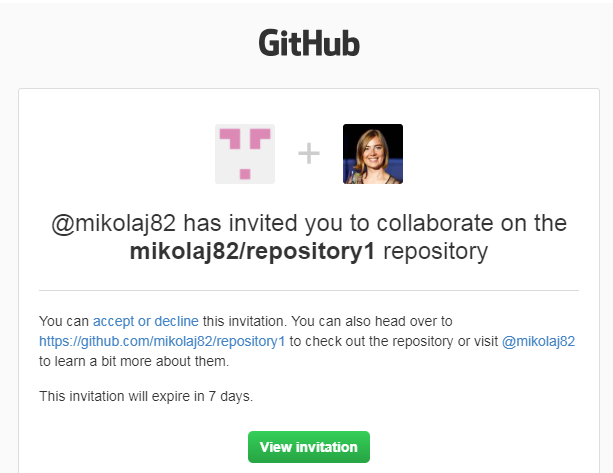 GitHub
+
@mikolaj82 has invited you to collaborate on the
mikolaj82/repository1 repository
You can accept or decline this invitation. You can also head over to
https://github.com/mikolaj82/repository1 to check out the repository or visit @mikolaj82
to learn a bit more about them.
This invitation will expire in 7 days.
View invitation